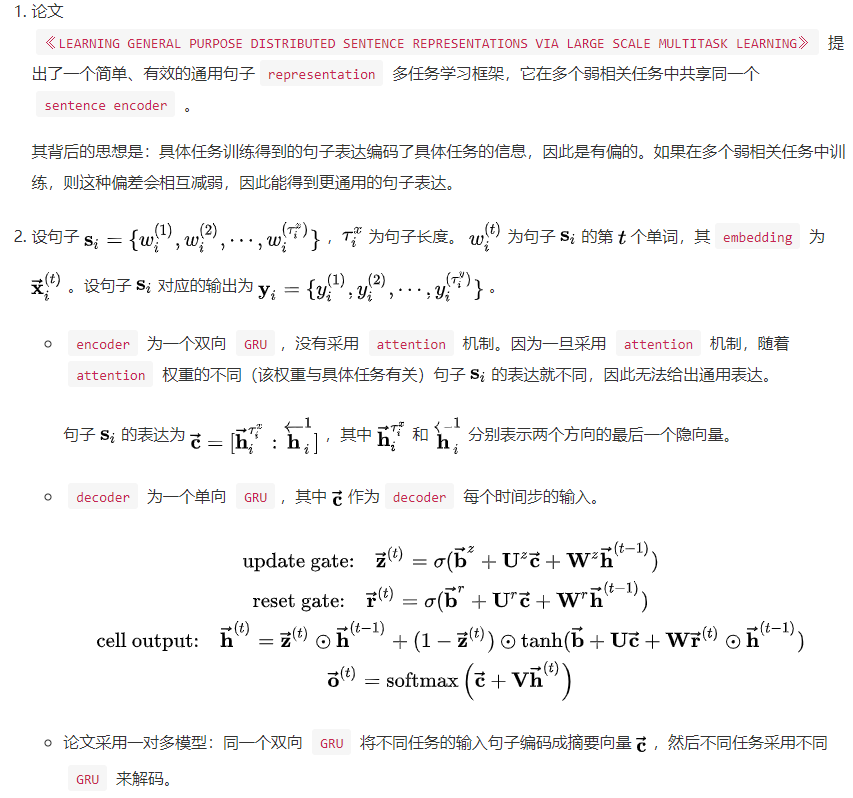 1. 论文
《LEARNING GENERAL PURPOSE DISTRIBUTED SENTENCE REPRESENTATIONS VIA LARGE SCALE MULTITASK LEARNING》 提
出了一个简单、有效的通用句子 representation 多任务学习框架，它在多个弱相关任务中共享同一个
sentence encoder 。
其背后的思想是：具体任务训练得到的句子表达编码了具体任务的信息，因此是有偏的。如果在多个弱相关任务中训
练，则这种偏差会相互减弱，因此能得到更通用的句子表达。
2. 设句子 $\mathbf{s}_i = \{w_i^{(1)}, w_i^{(2)}, \cdots, w_i^{(\tau_i^x)}\}$ ，$\tau_i^x$ 为句子长度。 $w_i^{(t)}$ 为句子 $\mathbf{s}_i$ 的第 $t$ 个单词，其 embedding 为
$\vec{\mathbf{x}}_i^{(t)}$ 。设句子 $\mathbf{s}_i$ 对应的输出为 $\mathbf{y}_i = \{y_i^{(1)}, y_i^{(2)}, \cdots, y_i^{(\tau_i^y)}\}$ 。
○ encoder 为一个双向 GRU ，没有采用 attention 机制。因为一旦采用 attention 机制，随着
attention 权重的不同（该权重与具体任务有关）句子 $\mathbf{s}_i$ 的表达就不同，因此无法给出通用表达。
句子 $\mathbf{s}_i$ 的表达为 $\vec{\mathbf{c}} = [\vec{\mathbf{h}}_i^{\tau_i^x} : \overleftarrow{\mathbf{h}}_i^{1}]$ ，其中 $\vec{\mathbf{h}}_i^{\tau_i^x}$ 和 $\overleftarrow{\mathbf{h}}_i^{1}$ 分别表示两个方向的最后一个隐向量。
○ decoder 为一个单向 GRU ，其中 $\vec{\mathbf{c}}$ 作为 decoder 每个时间步的输入。
update gate: $\vec{\mathbf{z}}^{(t)} = \sigma(\vec{\mathbf{b}}^z + \mathbf{U}^z\vec{\mathbf{c}} + \mathbf{W}^z\vec{\mathbf{h}}^{(t-1)})$
reset gate: $\vec{\mathbf{r}}^{(t)} = \sigma(\vec{\mathbf{b}}^r + \mathbf{U}^r\vec{\mathbf{c}} + \mathbf{W}^r\vec{\mathbf{h}}^{(t-1)})$
cell output: $\vec{\mathbf{h}}^{(t)} = \vec{\mathbf{z}}^{(t)} \odot \vec{\mathbf{h}}^{(t-1)} + (1 - \vec{\mathbf{z}}^{(t)}) \odot \tanh(\vec{\mathbf{b}} + \mathbf{U}\vec{\mathbf{c}} + \mathbf{W}\vec{\mathbf{r}}^{(t)} \odot \vec{\mathbf{h}}^{(t-1)})$
$\vec{\mathbf{o}}^{(t)} = \text{softmax}\left(\vec{\mathbf{c}} + \mathbf{V}\vec{\mathbf{h}}^{(t)}\right)$
○ 论文采用一对多模型：同一个双向 GRU 将不同任务的输入句子编码成摘要向量 $\vec{\mathbf{c}}$ ，然后不同任务采用不同
GRU 来解码。